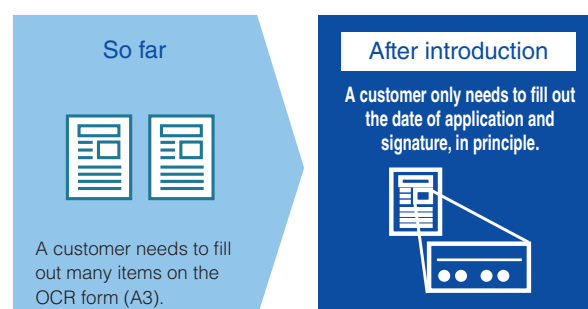 So far
A customer needs to fill
out many items on the
OCR form (A3).
After introduction
A customer only needs to fill out
the date of application and
signature, in principle.